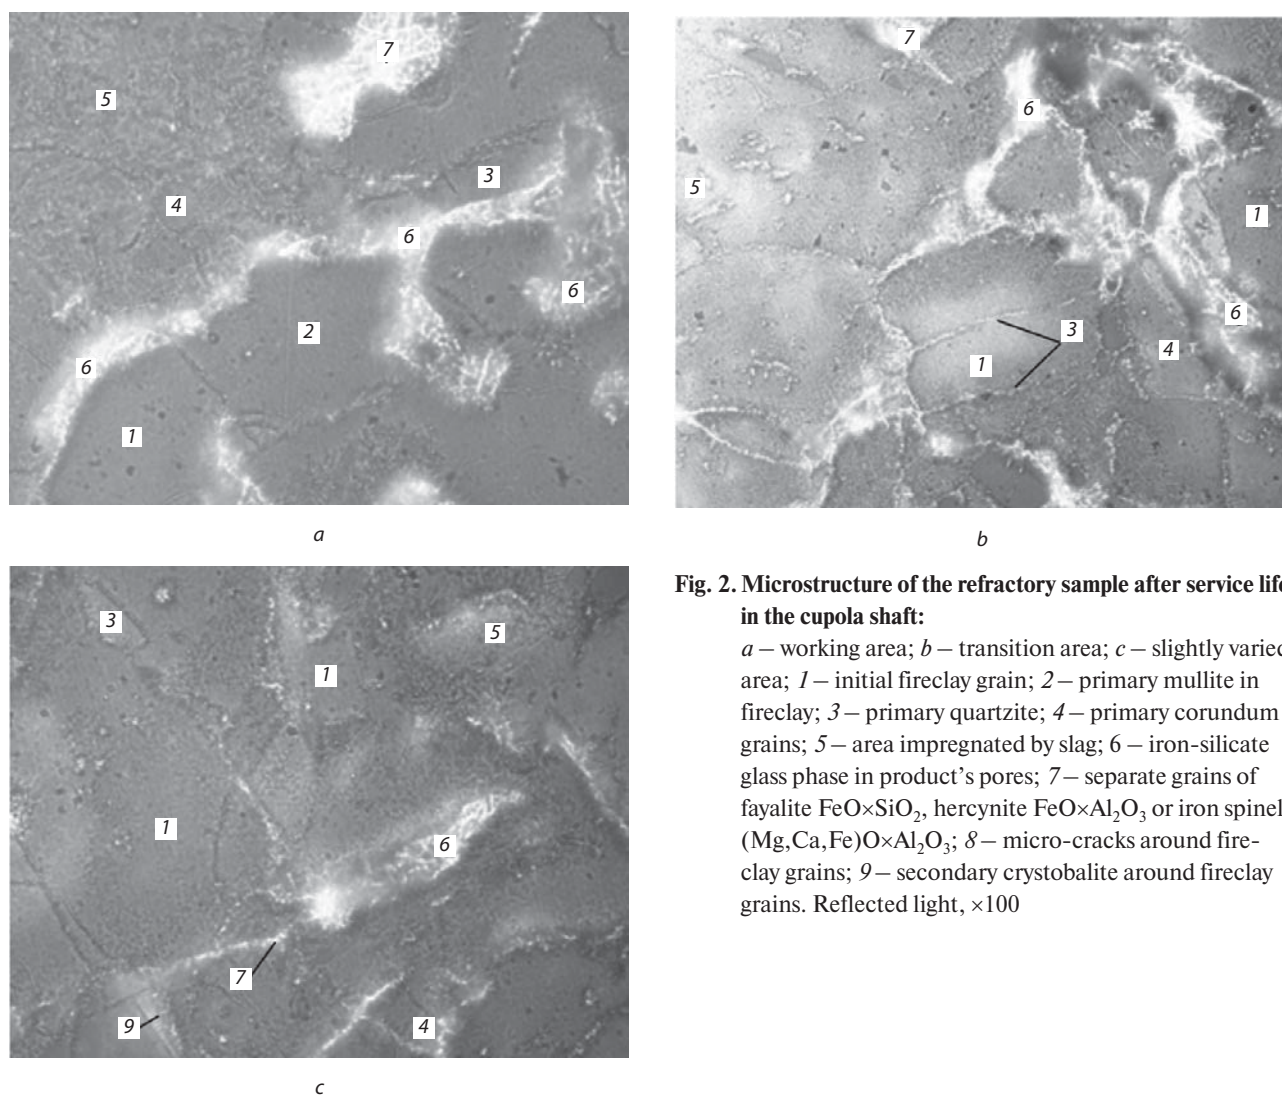 7
5
3
4
6
6
2
6
1
a
7
6
5
1
6
3
4
1
b
3
5
1
1
6
7
9
4
c
Fig. 2. Microstructure of the refractory sample after service life
in the cupola shaft:
a – working area; b – transition area; c – slightly varied
area; 1 – initial fireclay grain; 2 – primary mullite in
fireclay; 3 – primary quartzite; 4 – primary corundum
grains; 5 – area impregnated by slag; 6 – iron-silicate
glass phase in product's pores; 7 – separate grains of
fayalite FeO×SiO₂, hercynite FeO×Al₂O₃ or iron spinel
(Mg,Ca,Fe)O×Al₂O₃; 8 – micro-cracks around fire-
clay grains; 9 – secondary crystobalite around fireclay
grains. Reflected light, ×100